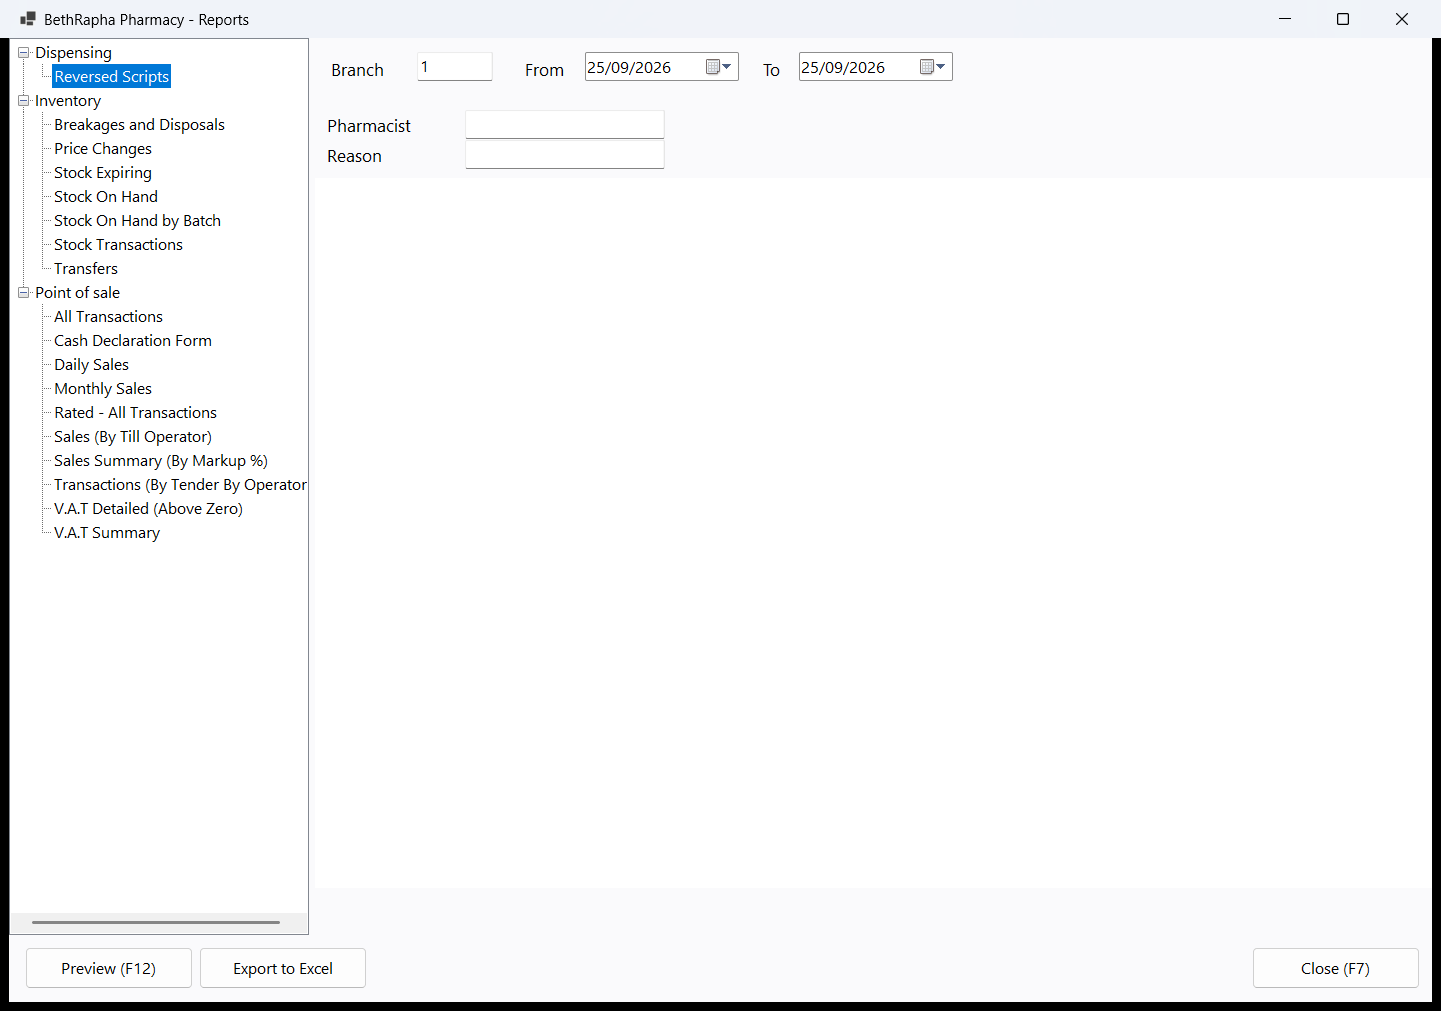 BethRapha Pharmacy - Reports
Dispensing
Reversed Scripts
Inventory
Breakages and Disposals
Price Changes
Stock Expiring
Stock On Hand
Stock On Hand by Batch
Stock Transactions
Transfers
Point of sale
All Transactions
Cash Declaration Form
Daily Sales
Monthly Sales
Rated - All Transactions
Sales (By Till Operator)
Sales Summary (By Markup %)
Transactions (By Tender By Operator
V.A.T Detailed (Above Zero)
V.A.T Summary
Branch 1 From 25/09/2026 To 25/09/2026
Pharmacist
Reason
Preview (F12) Export to Excel Close (F7)